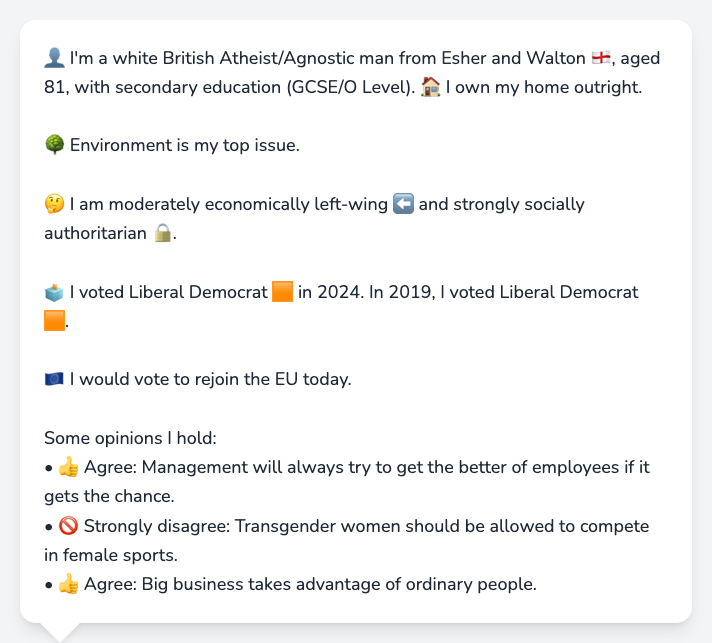 👤 I'm a white British Atheist/Agnostic man from Esher and Walton 🏴󠁧󠁢󠁥󠁮󠁧󠁿, aged
81, with secondary education (GCSE/O Level). 🏠 I own my home outright.
🌳 Environment is my top issue.
🤔 I am moderately economically left-wing ⬅️ and strongly socially
authoritarian 🔒.
🗳️ I voted Liberal Democrat 🟧 in 2024. In 2019, I voted Liberal Democrat
🟧.
🇪🇺 I would vote to rejoin the EU today.
Some opinions I hold:
• 👍 Agree: Management will always try to get the better of employees if it
gets the chance.
• 🚫 Strongly disagree: Transgender women should be allowed to compete
in female sports.
• 👍 Agree: Big business takes advantage of ordinary people.